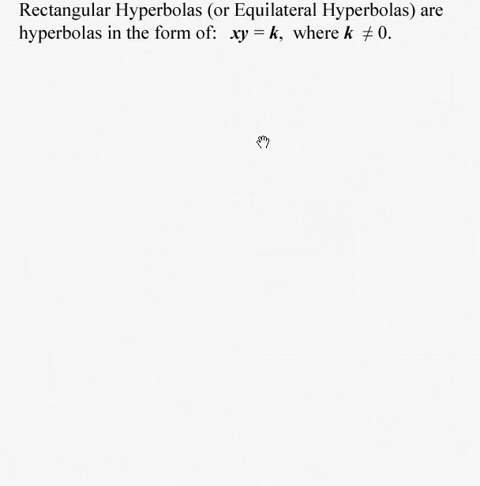 Rectangular Hyperbolas (or Equilateral Hyperbolas) are
hyperbolas in the form of: xy = k, where k ≠ 0.